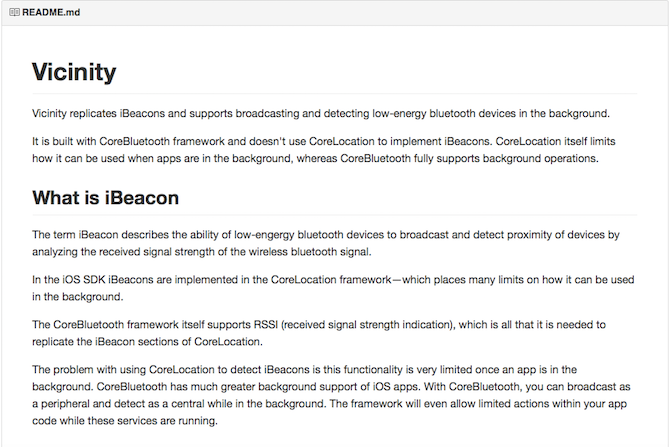 README.md
Vicinity
Vicinity replicates iBeacons and supports broadcasting and detecting low-energy bluetooth devices in the background.
It is built with CoreBluetooth framework and doesn't use CoreLocation to implement iBeacons. CoreLocation itself limits
how it can be used when apps are in the background, whereas CoreBluetooth fully supports background operations.
What is iBeacon
The term iBeacon describes the ability of low-engergy bluetooth devices to broadcast and detect proximity of devices by
analyzing the received signal strength of the wireless bluetooth signal.
In the iOS SDK iBeacons are implemented in the CoreLocation framework—which places many limits on how it can be used
in the background.
The CoreBluetooth framework itself supports RSSI (received signal strength indication), which is all that it is needed to
replicate the iBeacon sections of CoreLocation.
The problem with using CoreLocation to detect iBeacons is this functionality is very limited once an app is in the
background. CoreBluetooth has much greater background support of iOS apps. With CoreBluetooth, you can broadcast as
a peripheral and detect as a central while in the background. The framework will even allow limited actions within your app
code while these services are running.